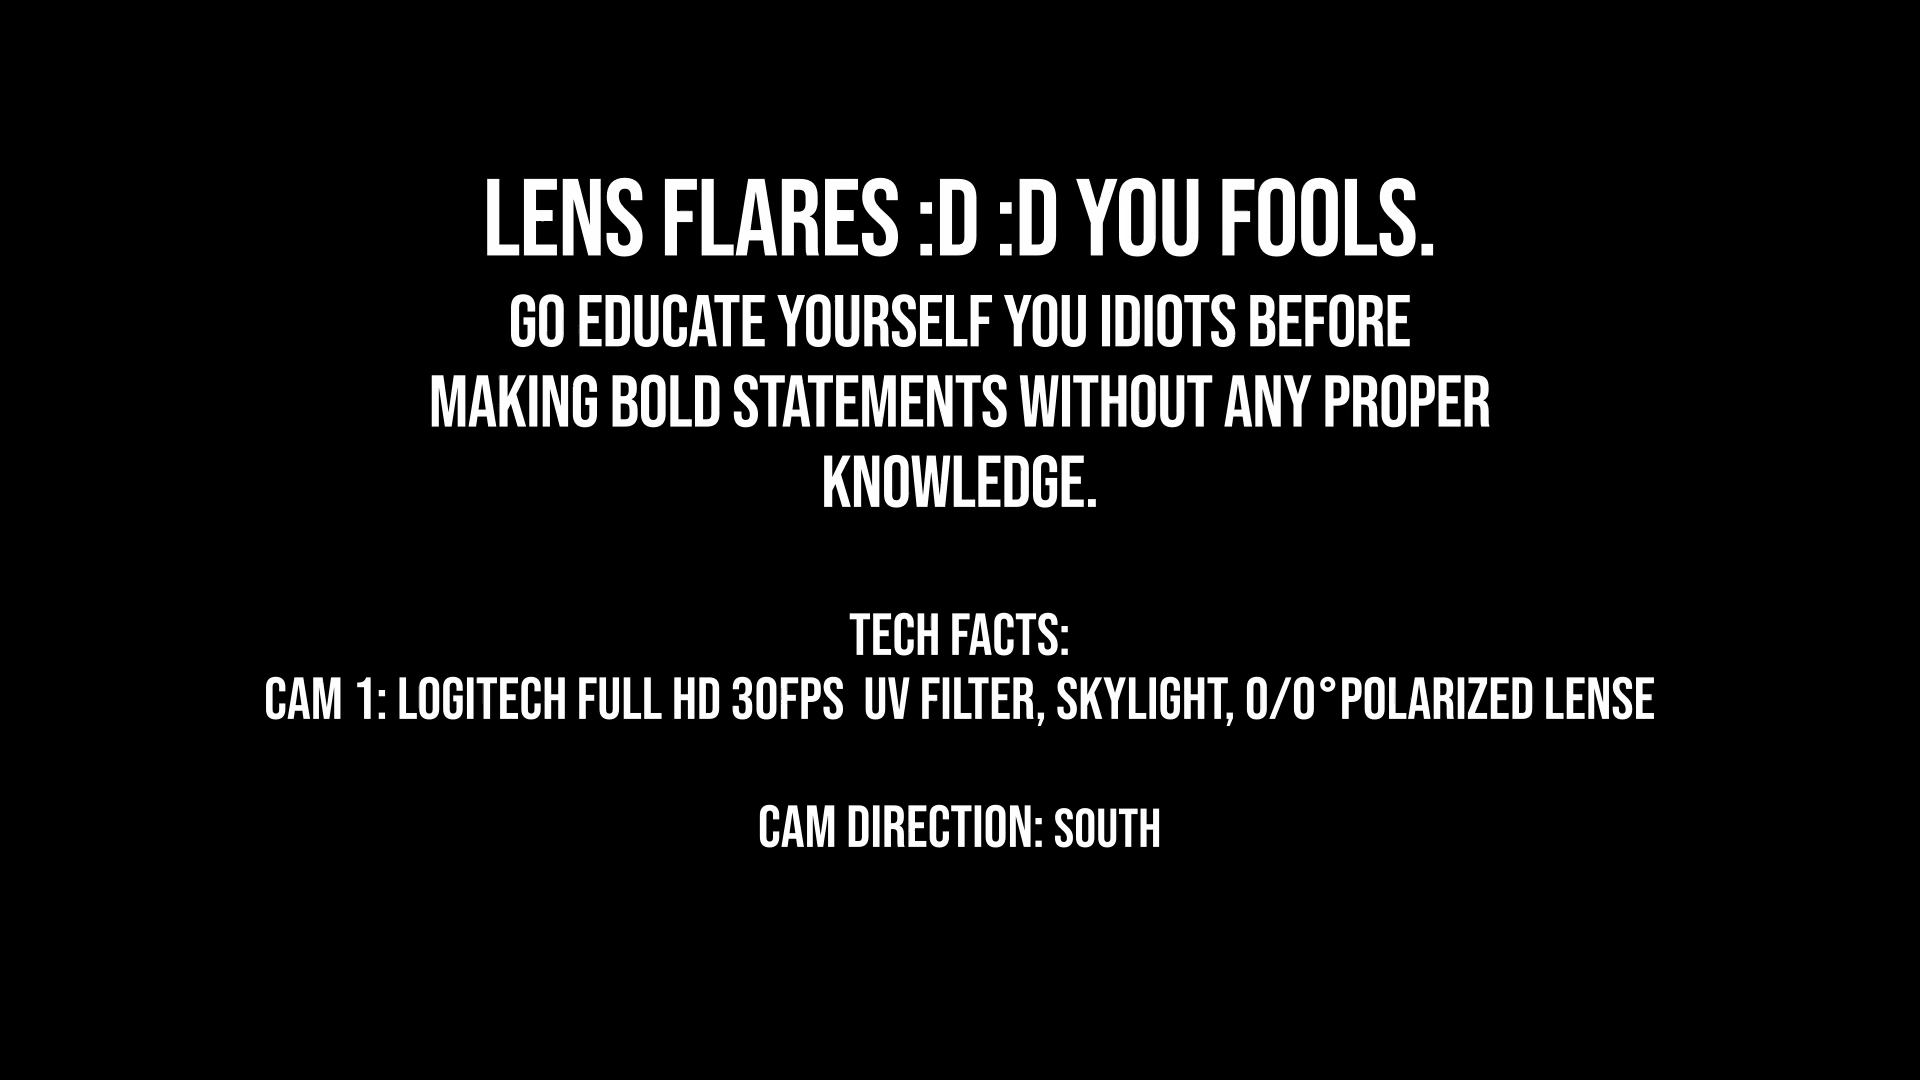 LENS FLARES :D :D YOU FOOLS.
GO EDUCATE YOURSELF YOU IDIOTS BEFORE
MAKING BOLD STATEMENTS WITHOUT ANY PROPER
KNOWLEDGE.
TECH FACTS:
CAM 1: LOGITECH FULL HD 30FPS  UV FILTER, SKYLIGHT, 0/0°POLARIZED LENSE
CAM DIRECTION: SOUTH